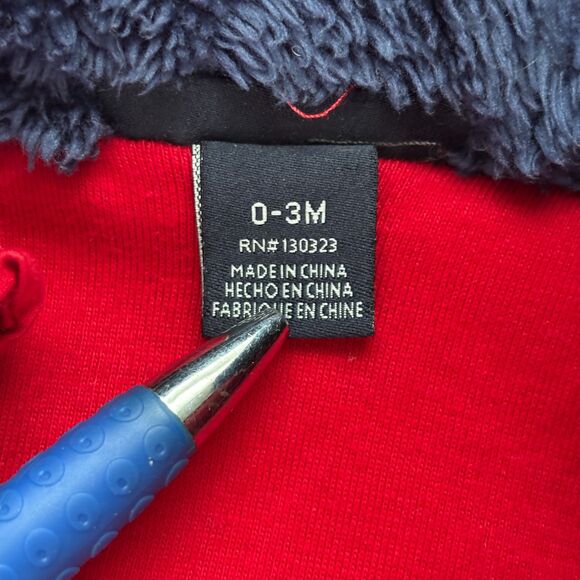 0-3M
RN#130323
MADE IN CHINA
HECHO EN CHINA
FABRIQUE EN CHINE